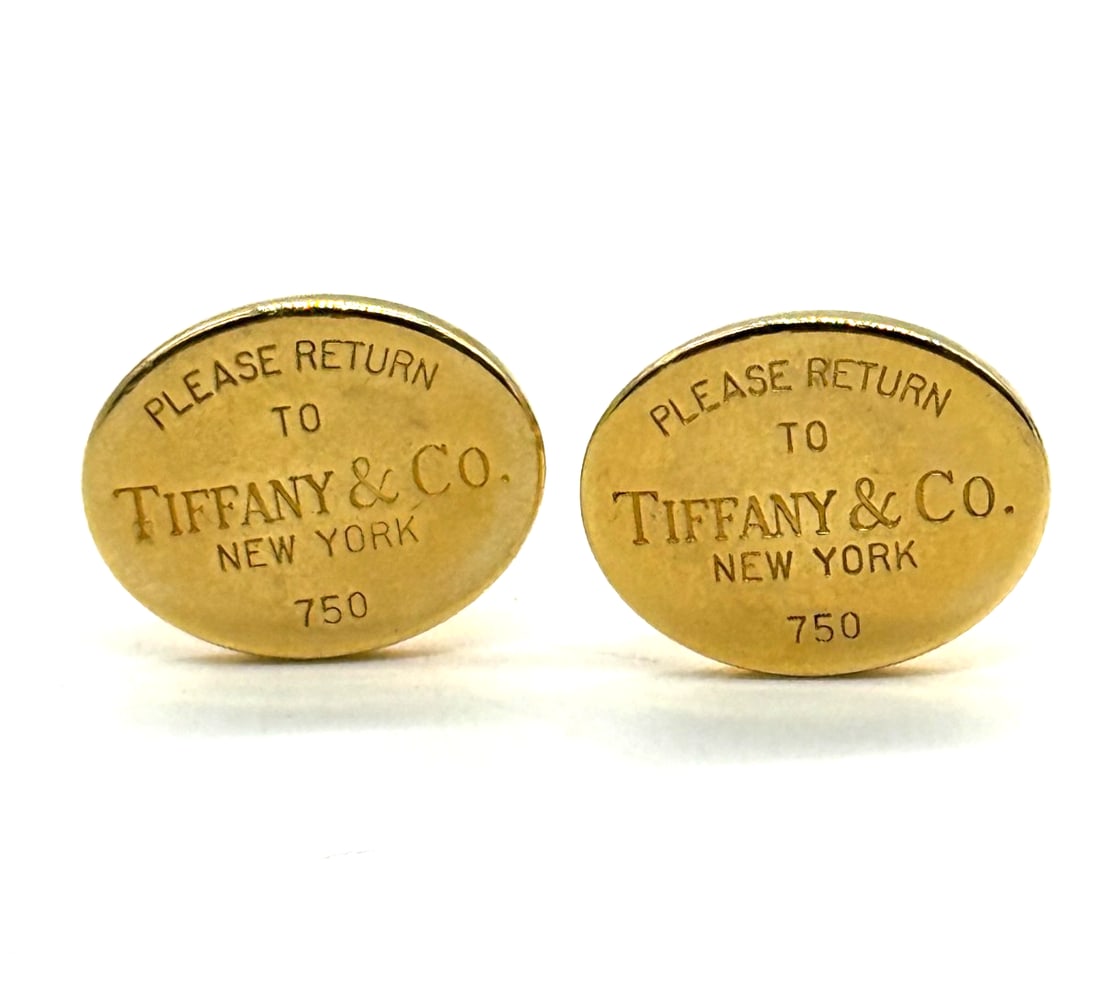 PLEASE RETURN
TO
TIFFANY & CO.
NEW YORK
750
PLEASE RETURN
TO
TIFFANY & CO.
NEW YORK
750